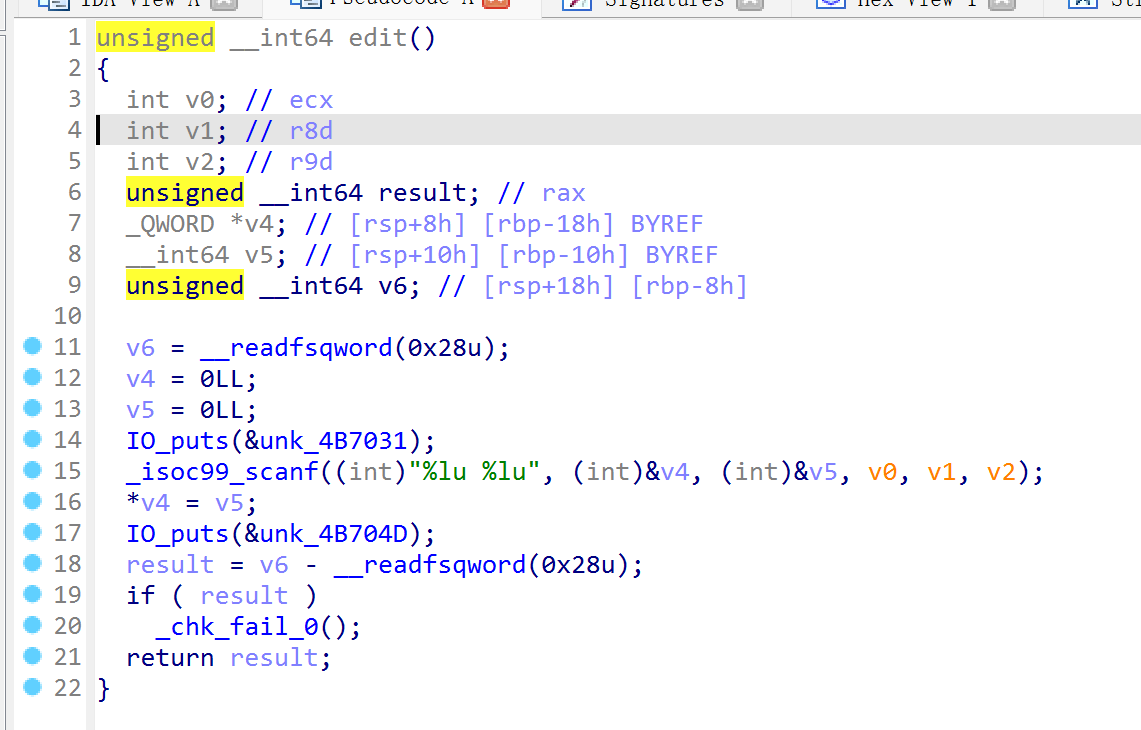 IDA View-A Pseudocode-A Signatures Hex View-1
1 unsigned __int64 edit()
2 {
3 int v0; // ecx
4 int v1; // r8d
5 int v2; // r9d
6 unsigned __int64 result; // rax
7 _QWORD *v4; // [rsp+8h] [rbp-18h] BYREF
8 __int64 v5; // [rsp+10h] [rbp-10h] BYREF
9 unsigned __int64 v6; // [rsp+18h] [rbp-8h]
10
11 v6 = __readfsqword(0x28u);
12 v4 = 0LL;
13 v5 = 0LL;
14 IO_puts(&unk_4B7031);
15 _isoc99_scanf((int)"%lu %lu", (int)&v4, (int)&v5, v0, v1, v2);
16 *v4 = v5;
17 IO_puts(&unk_4B704D);
18 result = v6 - __readfsqword(0x28u);
19 if ( result )
20 _chk_fail_0();
21 return result;
22 }